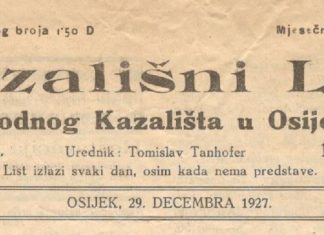 g broja 1·50 D Mjesečn
zališni L
odnog Kazališta u Osije
Urednik: Tomislav Tanhofer
List izlazi svaki dan, osim kada nema predstave.
OSIJEK, 29. DECEMBRA 1927.